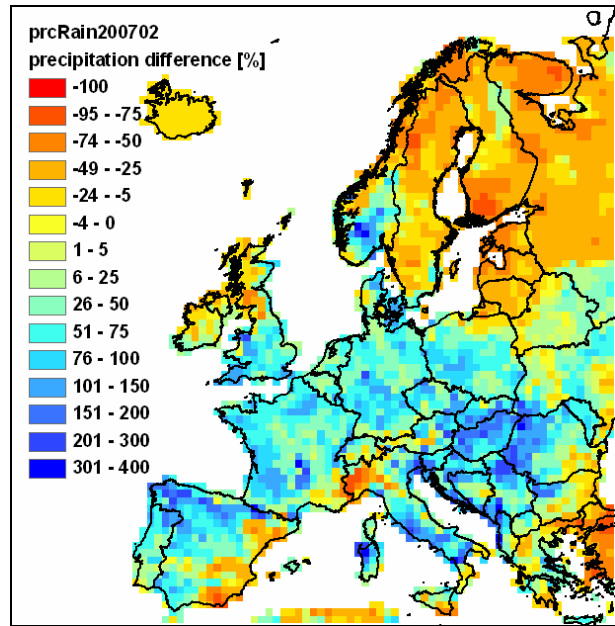 a
prcRain200702
precipitation difference [%]
-100
-95 - -75
-74 - -50
-49 - -25
-24 - -5
-4 - 0
1 - 5
6 - 25
26 - 50
51 - 75
76 - 100
101 - 150
151 - 200
201 - 300
301 - 400